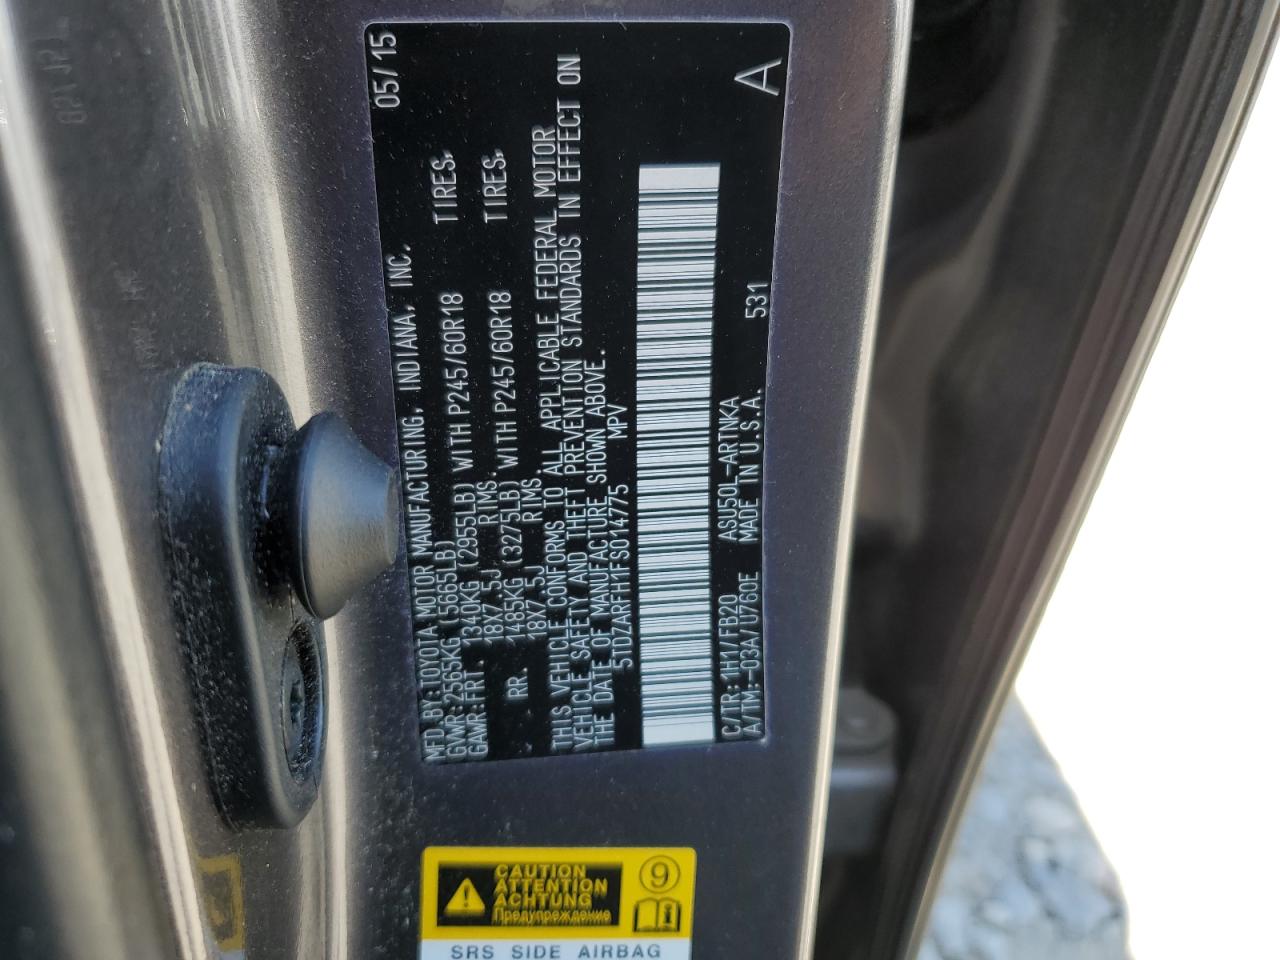 MFD BY:TOYOTA MOTOR MANUFACTURING, INDIANA, INC. 05/15
GVWR:2565KG (5665LB)
GAWR:FRT. 1340KG (2955LB) WITH P245/60R18 TIRES,
18X7.5J RIMS.
RR. 1485KG (3275LB) WITH P245/60R18 TIRES,
18X7.5J RIMS.
THIS VEHICLE CONFORMS TO ALL APPLICABLE FEDERAL MOTOR
VEHICLE SAFETY AND THEFT PREVENTION STANDARDS IN EFFECT ON
THE DATE OF MANUFACTURE SHOWN ABOVE.
5TDZARFH1FS014775 MPV
C/TR:1H1/FB20 ASU50L-ARTNKA
A/TM:-03A/U760E MADE IN U.S.A. 531 A
CAUTION
ATTENTION
ACHTUNG
Предупреждение
9
SRS SIDE AIRBAG